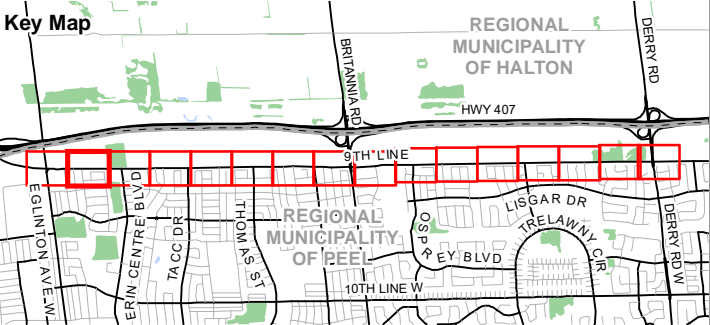 Key Map
REGIONAL
MUNICIPALITY
OF HALTON
DERRY RD
BRITANNIA RD
HWY 407
9TH LINE
EGLINTON AVE W
ERIN CENTRE BLVD
TACC DR
THOMAS ST
REGIONAL
MUNICIPALITY
OF PEEL
OSPREY BLVD
LISGAR DR
TRELAWNY CIR
DERRY RD W
10TH LINE W